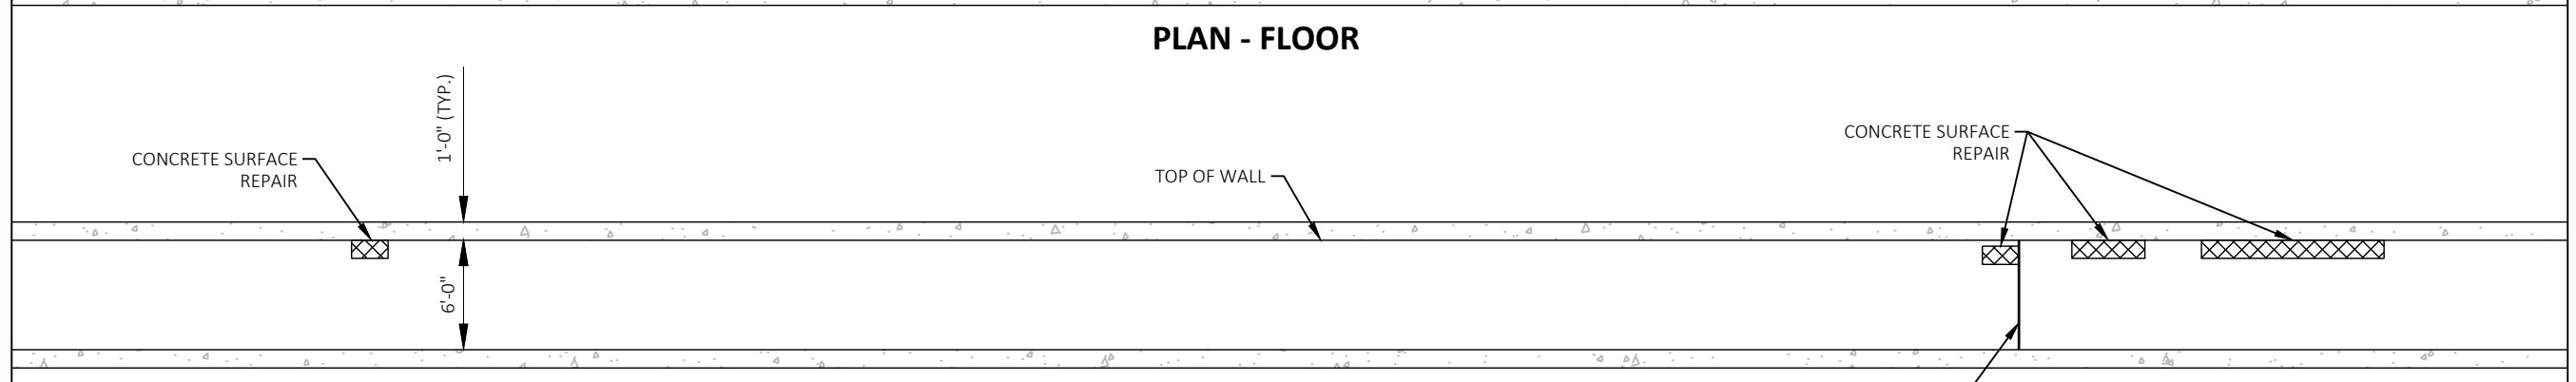 PLAN - FLOOR
1'-0" (TYP.)
CONCRETE SURFACE
REPAIR
TOP OF WALL
CONCRETE SURFACE
REPAIR
6'-0"